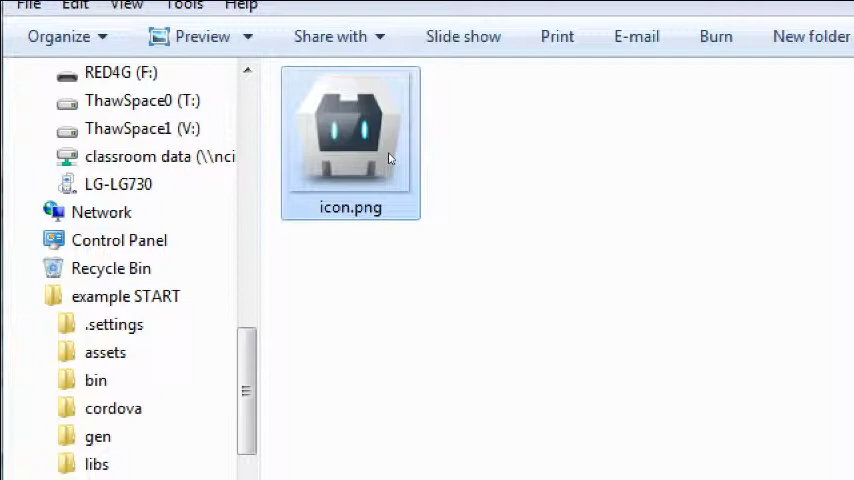 File Edit View Tools Help
Organize Preview Share with Slide show Print E-mail Burn New folder
RED4G (F:)
ThawSpace0 (T:)
ThawSpace1 (V:)
classroom data (\\nci
LG-LG730
Network
Control Panel
Recycle Bin
example START
.settings
assets
bin
cordova
gen
libs
icon.png